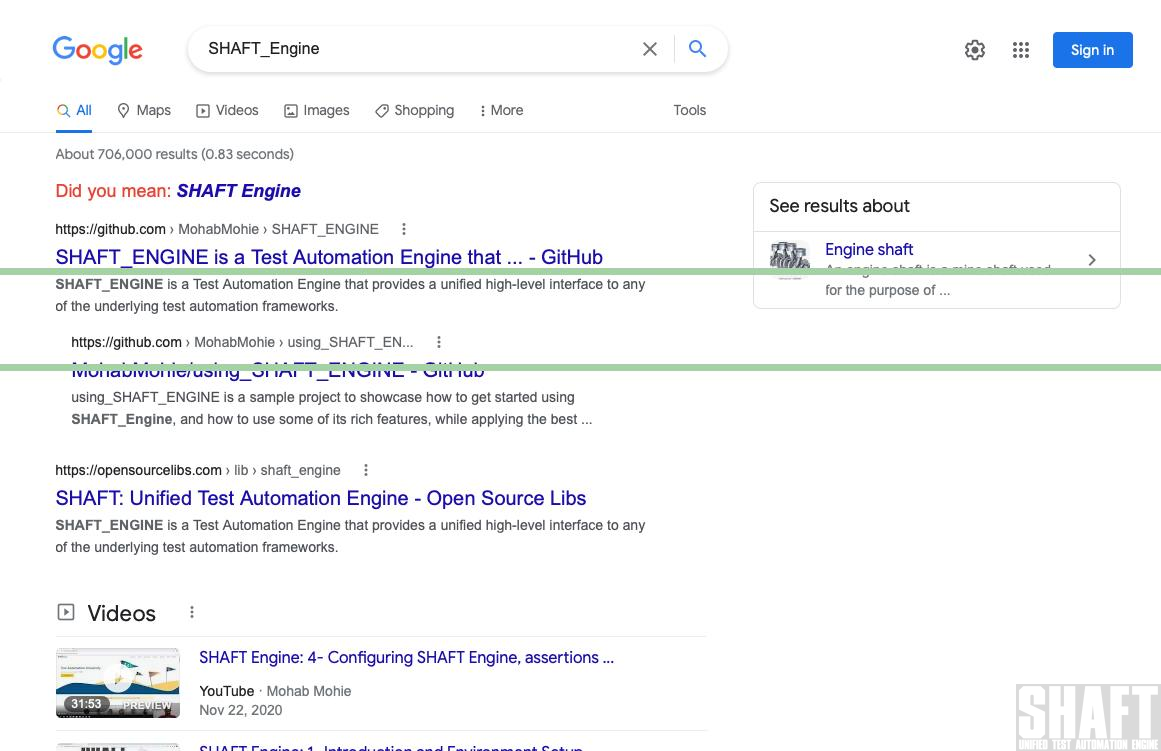 Google
SHAFT_Engine
Sign in
All
Maps
Videos
Images
Shopping
More
Tools
About 706,000 results (0.83 seconds)
Did you mean: SHAFT Engine
https://github.com › MohabMohie › SHAFT_ENGINE
SHAFT_ENGINE is a Test Automation Engine that ... - GitHub
SHAFT_ENGINE is a Test Automation Engine that provides a unified high-level interface to any
of the underlying test automation frameworks.
https://github.com › MohabMohie › using_SHAFT_EN...
MohabMohie/using_SHAFT_ENGINE - GitHub
using_SHAFT_ENGINE is a sample project to showcase how to get started using
SHAFT_Engine, and how to use some of its rich features, while applying the best ...
https://opensourcelibs.com › lib › shaft_engine
SHAFT: Unified Test Automation Engine - Open Source Libs
SHAFT_ENGINE is a Test Automation Engine that provides a unified high-level interface to any
of the underlying test automation frameworks.
Videos
SHAFT Engine: 4- Configuring SHAFT Engine, assertions ...
YouTube · Mohab Mohie
Nov 22, 2020
31:53
PREVIEW
Test Automation University
SHAFT Engine: 1- Introduction and Environment Setup
See results about
Engine shaft
An engine shaft is a mine shaft used
for the purpose of ...
SHAFT
UNIFIED TEST AUTOMATION ENGINE